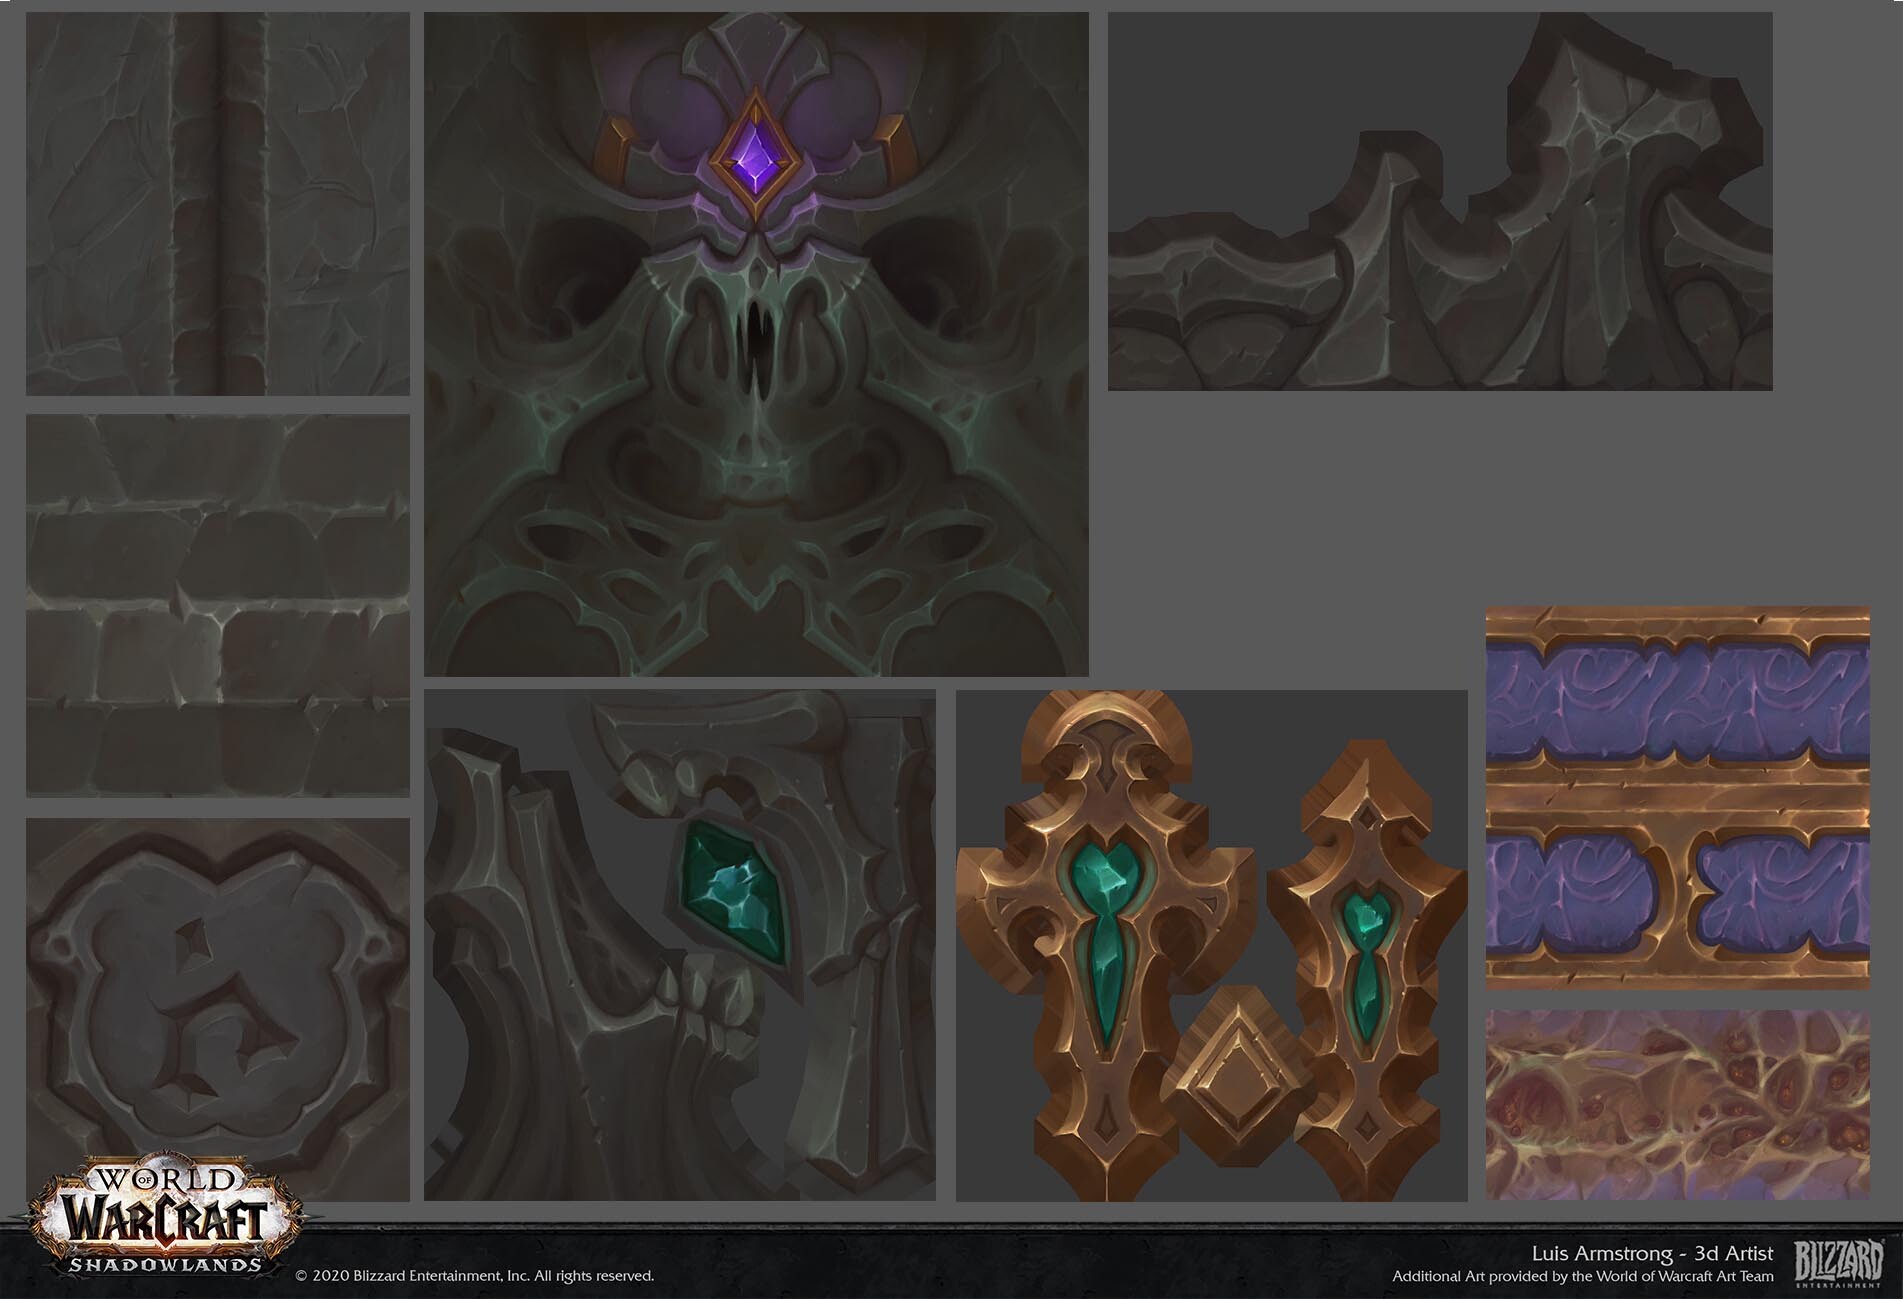 WORLD OF
WARCRAFT
SHADOWLANDS
© 2020 Blizzard Entertainment, Inc. All rights reserved.
Luis Armstrong - 3d Artist
Additional Art provided by the World of Warcraft Art Team
BLIZZARD
ENTERTAINMENT